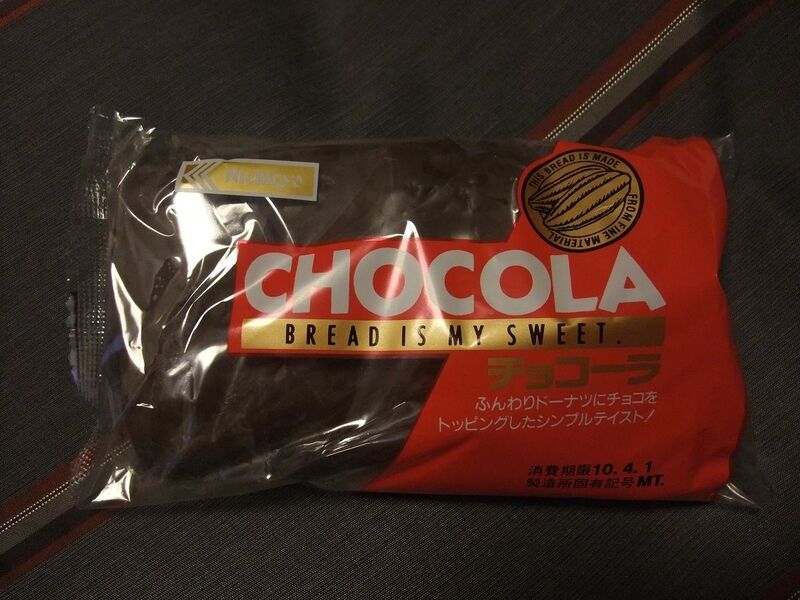 THIS BREAD IS MADE
FROM FINE MATERIAL
CHOCOLA
BREAD IS MY SWEET.
チョコーラ
ふんわりドーナツにチョコを
トッピングしたシンプルテイスト!
消費期限10.4.1
製造所固有記号MT.